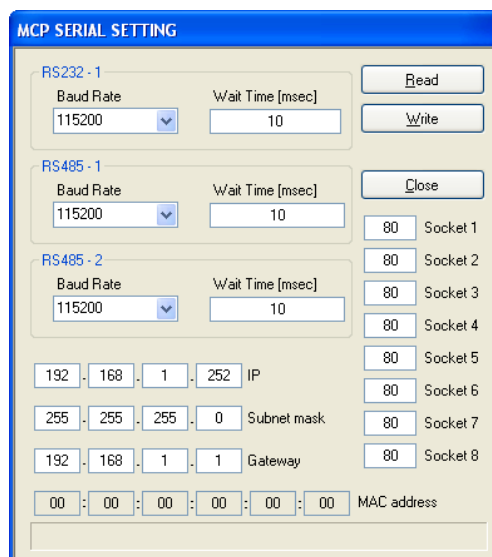 MCP SERIAL SETTING
RS232 - 1
Baud Rate Wait Time [msec]
115200 10
Read
Write
RS485 - 1
Baud Rate Wait Time [msec]
115200 10
Close
RS485 - 2
Baud Rate Wait Time [msec]
115200 10
80 Socket 1
80 Socket 2
80 Socket 3
80 Socket 4
80 Socket 5
80 Socket 6
80 Socket 7
80 Socket 8
192 . 168 . 1 . 252 IP
255 . 255 . 255 . 0 Subnet mask
192 . 168 . 1 . 1 Gateway
00 : 00 : 00 : 00 : 00 : 00 MAC address